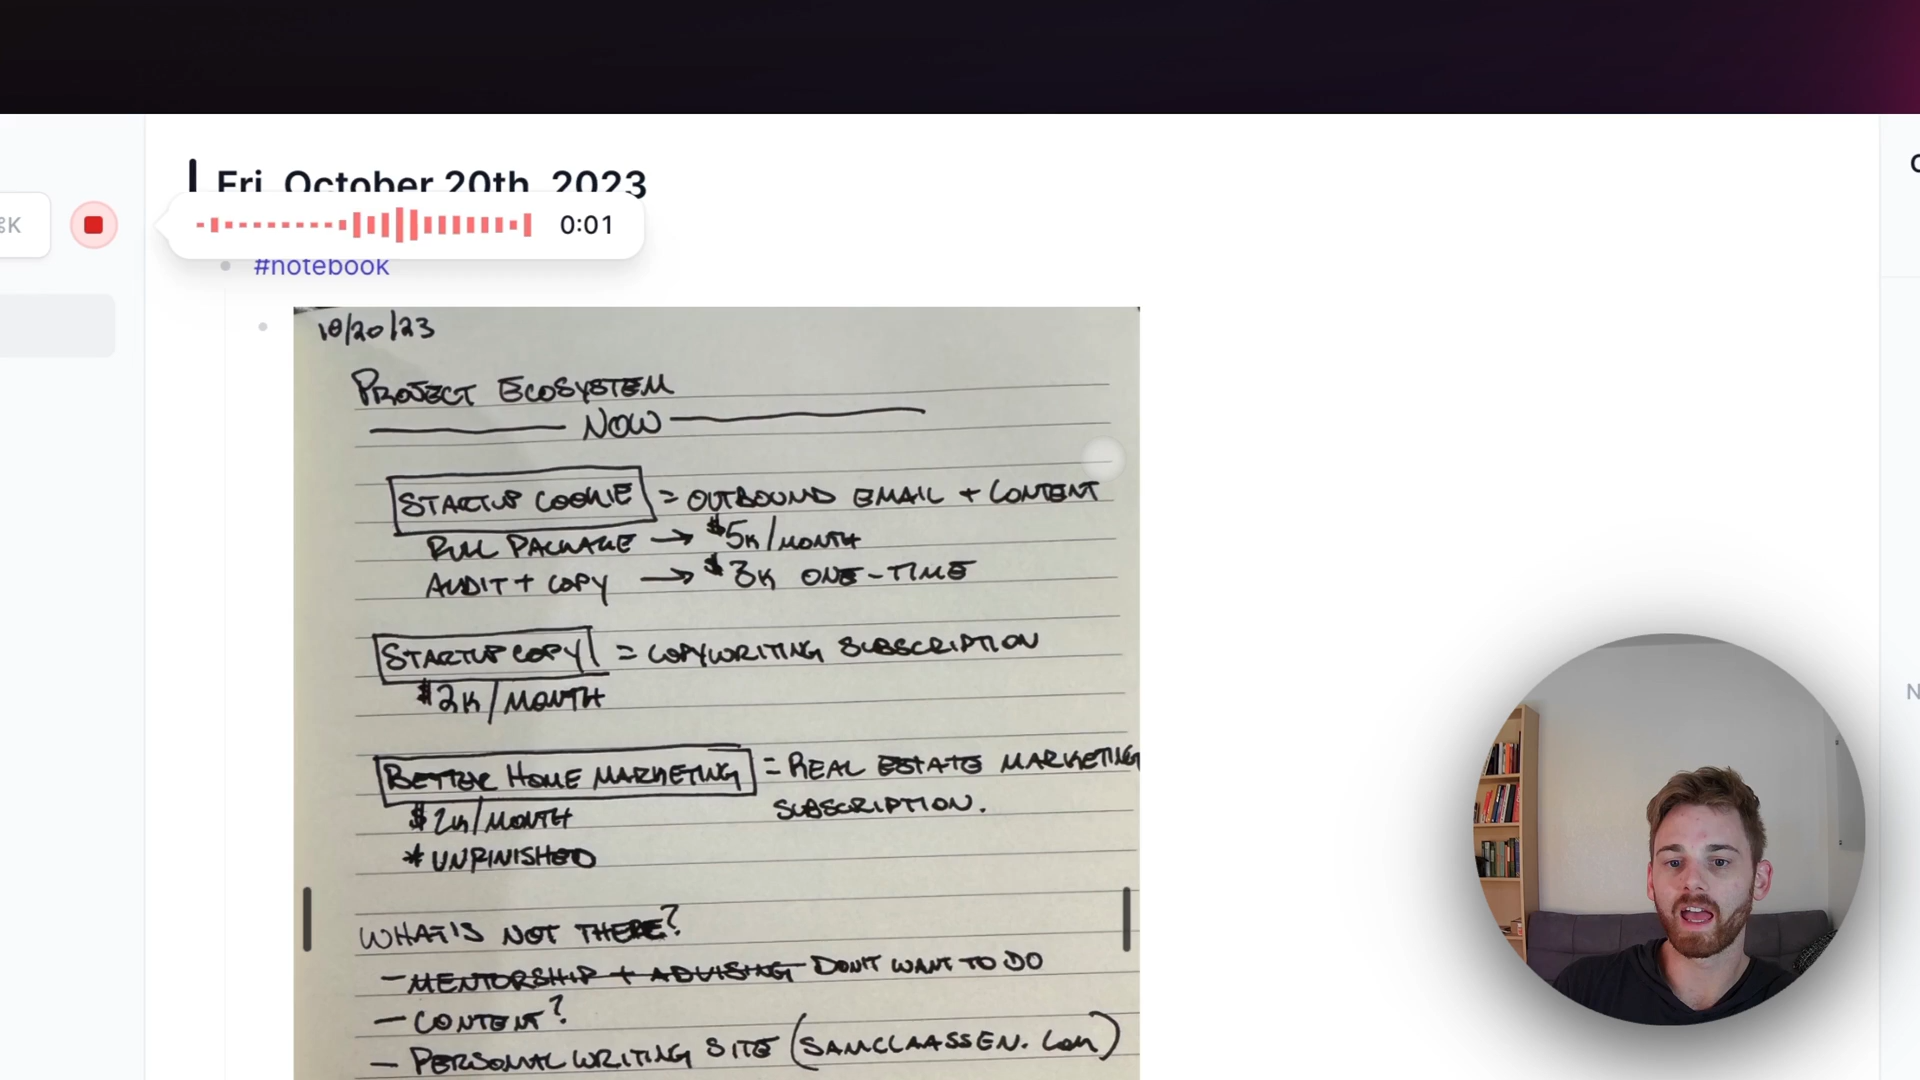 Fri, October 20th, 2023
⌘K
0:01
#notebook
10/20/23
PROJECT ECOSYSTEM
NOW
STARTUP COOKIE = OUTBOUND EMAIL + CONTENT
FULL PACKAGE → $5K/MONTH
AUDIT + COPY → $3K ONE-TIME
STARTUP COPY = COPYWRITING SUBSCRIPTION
$2K/MONTH
BETTER HOME MARKETING = REAL ESTATE MARKETING
SUBSCRIPTION.
$2K/MONTH
* UNFINISHED
WHAT'S NOT THERE?
- MENTORSHIP + ADVISING DON'T WANT TO DO
- CONTENT?
- PERSONAL WRITING SITE (SAMCLAASSEN.COM)